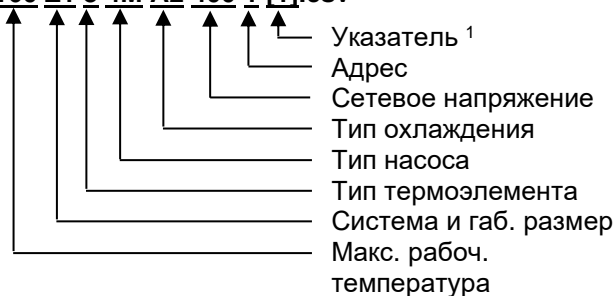 Указатель 1
Адрес
Сетевое напряжение
Тип охлаждения
Тип насоса
Тип термоэлемента
Система и габ. размер
Макс. рабоч.
температура